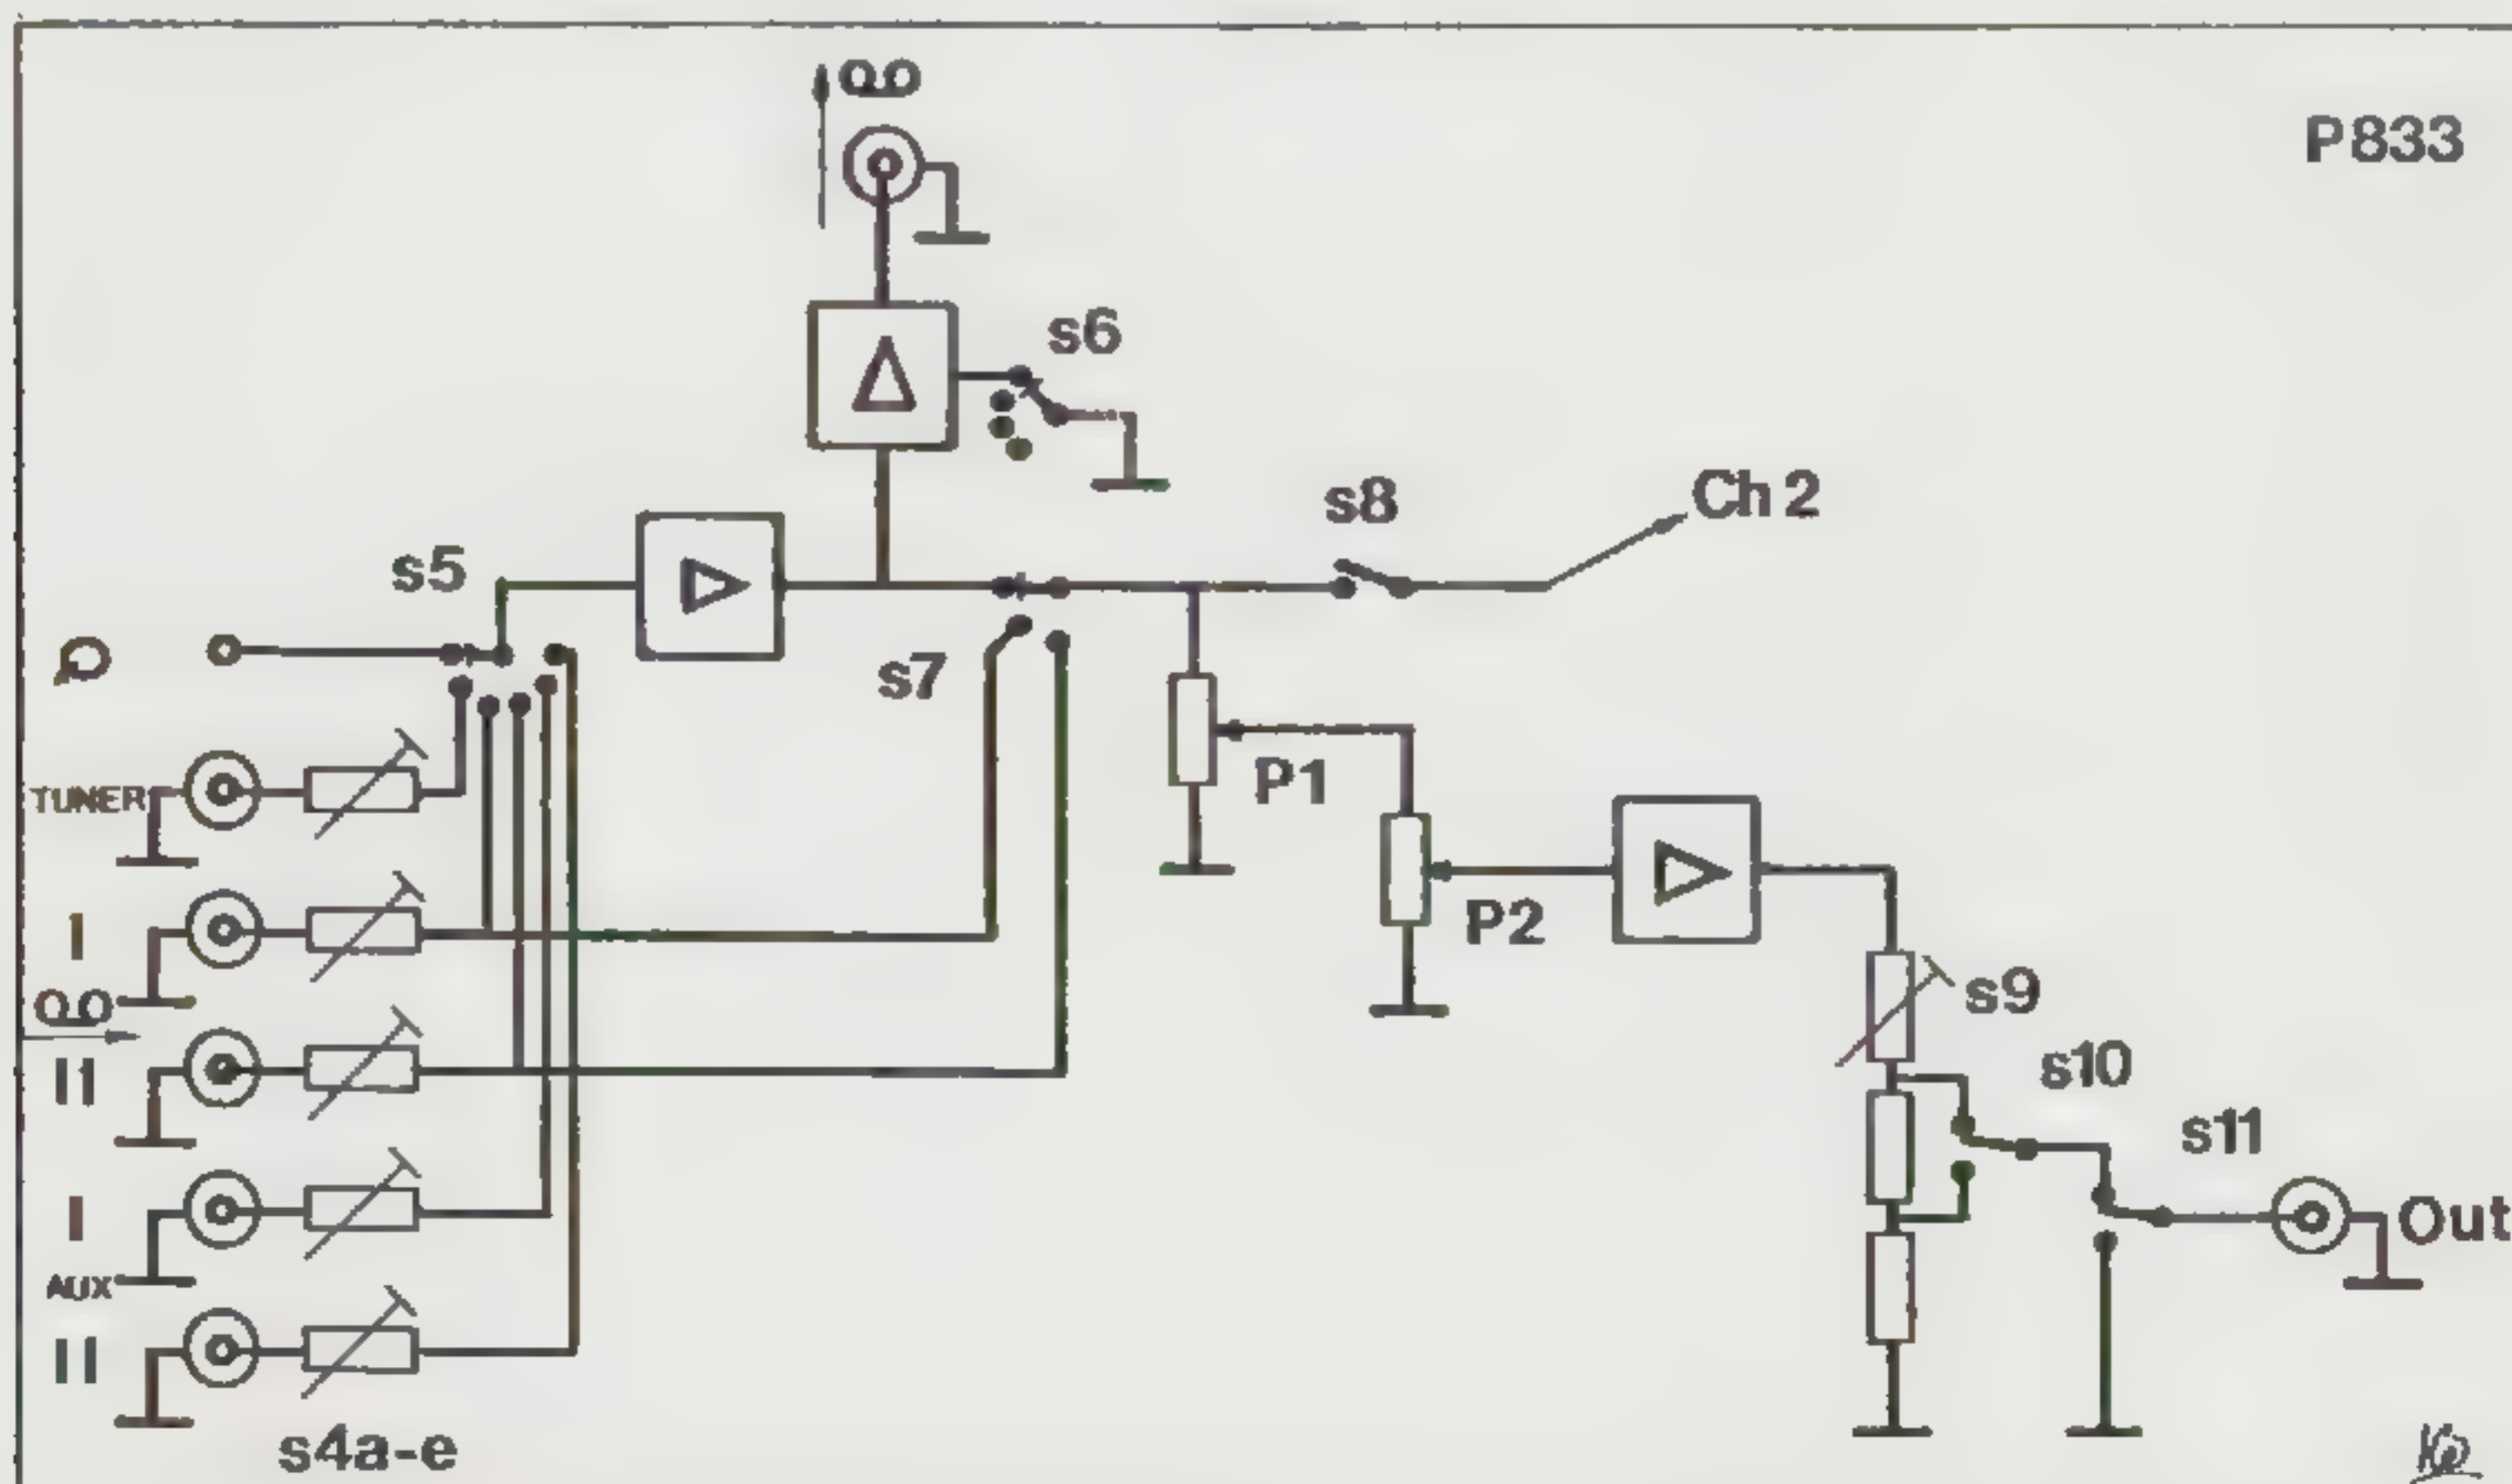 P833
s6
s8
Ch 2
s5
s7
TUNER
P1
I
P2
s9
II
s10
s11
I
Out
AUX
II
s4a-e